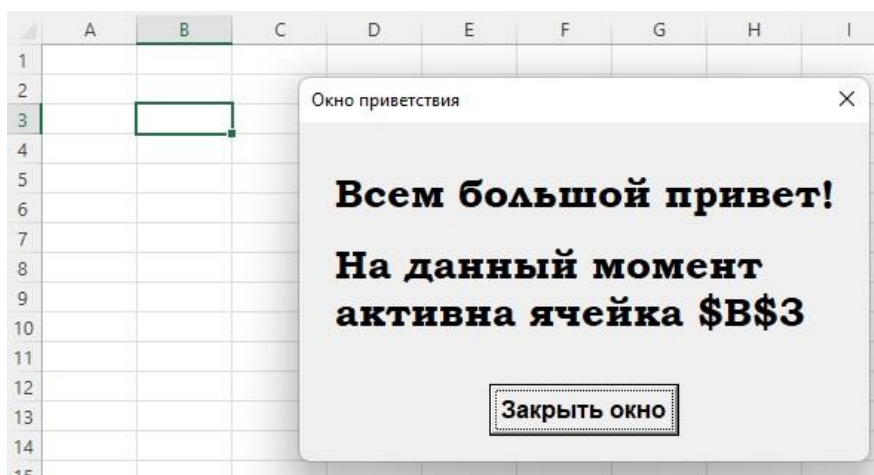 A B C D E F G H I
1
2
Окно приветствия
3
4
5
Всем большой привет!
6
7
8
На данный момент
9
10
активна ячейка $B$3
11
12
13
Закрыть окно
14
15